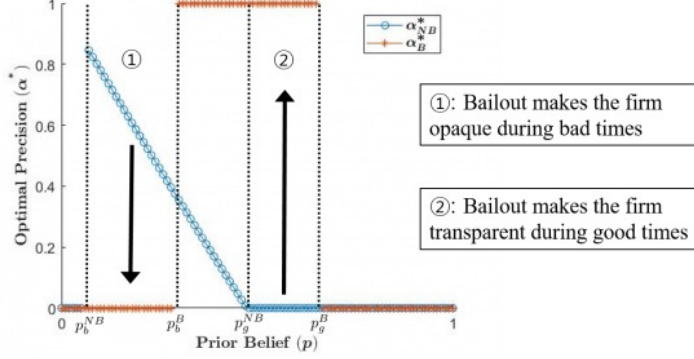 1
0.8
0.6
0.4
0.2
0
Optimal Precision (α*)
①
②
α*NB
α*B
①: Bailout makes the firm
opaque during bad times
②: Bailout makes the firm
transparent during good times
0 p_b^NB p_b^B p_g^NB p_g^B 1
Prior Belief (p)